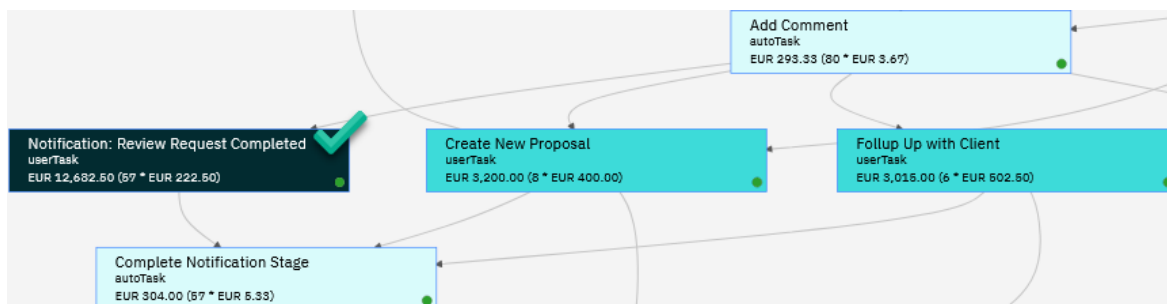 Add Comment
autoTask
EUR 293.33 (80 * EUR 3.67)
Notification: Review Request Completed
userTask
EUR 12,682.50 (57 * EUR 222.50)
Create New Proposal
userTask
EUR 3,200.00 (8 * EUR 400.00)
Follup Up with Client
userTask
EUR 3,015.00 (6 * EUR 502.50)
Complete Notification Stage
autoTask
EUR 304.00 (57 * EUR 5.33)